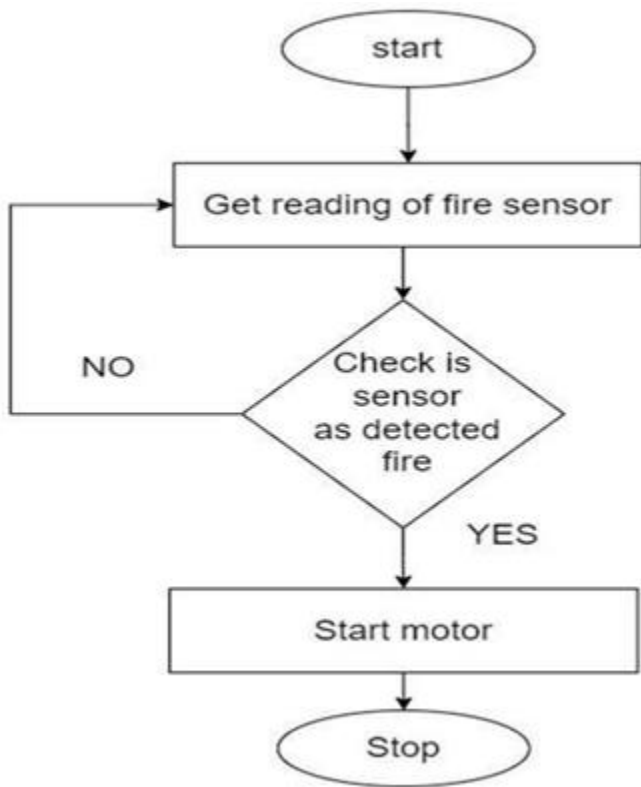 start
Get reading of fire sensor
NO
Check is
sensor
as detected
fire
YES
Start motor
Stop